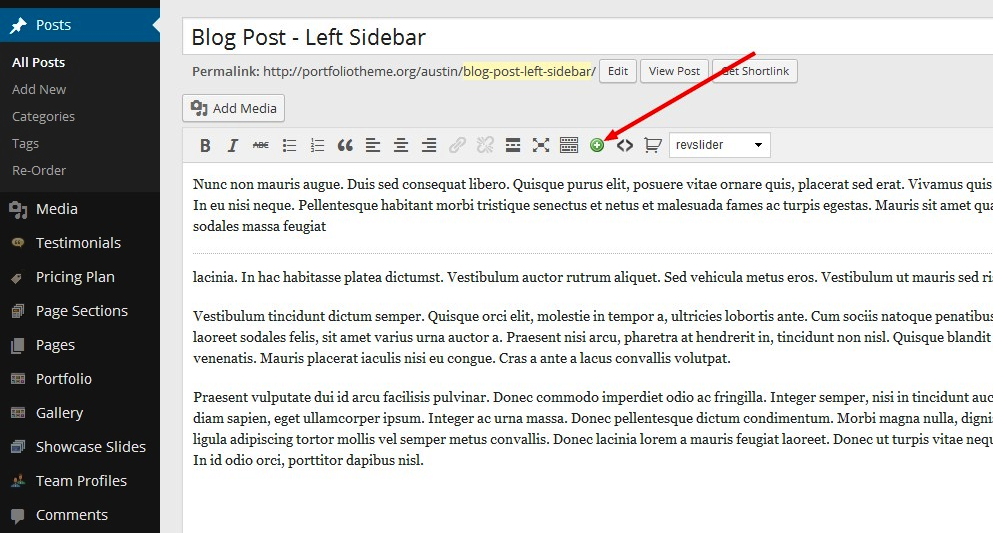 Posts
All Posts
Add New
Categories
Tags
Re-Order
Media
Testimonials
Pricing Plan
Page Sections
Pages
Portfolio
Gallery
Showcase Slides
Team Profiles
Comments
Blog Post - Left Sidebar
Permalink: http://portfoliotheme.org/austin/blog-post-left-sidebar/ Edit View Post Get Shortlink
Add Media
B I ABC revslider
Nunc non mauris augue. Duis sed consequat libero. Quisque purus elit, posuere vitae ornare quis, placerat sed erat. Vivamus quis
In eu nisi neque. Pellentesque habitant morbi tristique senectus et netus et malesuada fames ac turpis egestas. Mauris sit amet qua
sodales massa feugiat
lacinia. In hac habitasse platea dictumst. Vestibulum auctor rutrum aliquet. Sed vehicula metus eros. Vestibulum ut mauris sed ri
Vestibulum tincidunt dictum semper. Quisque orci elit, molestie in tempor a, ultricies lobortis ante. Cum sociis natoque penatibus
laoreet sodales felis, sit amet varius urna auctor a. Praesent nisi arcu, pharetra at hendrerit in, tincidunt non nisl. Quisque blandit
venenatis. Mauris placerat iaculis nisi eu congue. Cras a ante a lacus convallis volutpat.
Praesent vulputate dui id arcu facilisis pulvinar. Donec commodo imperdiet odio ac fringilla. Integer semper, nisi in tincidunt auc
diam sapien, eget ullamcorper ipsum. Integer ac urna massa. Donec pellentesque dictum condimentum. Morbi magna nulla, dignis
ligula adipiscing tortor mollis vel semper metus convallis. Donec lacinia lorem a mauris feugiat laoreet. Donec ut turpis vitae nequ
In id odio orci, porttitor dapibus nisl.